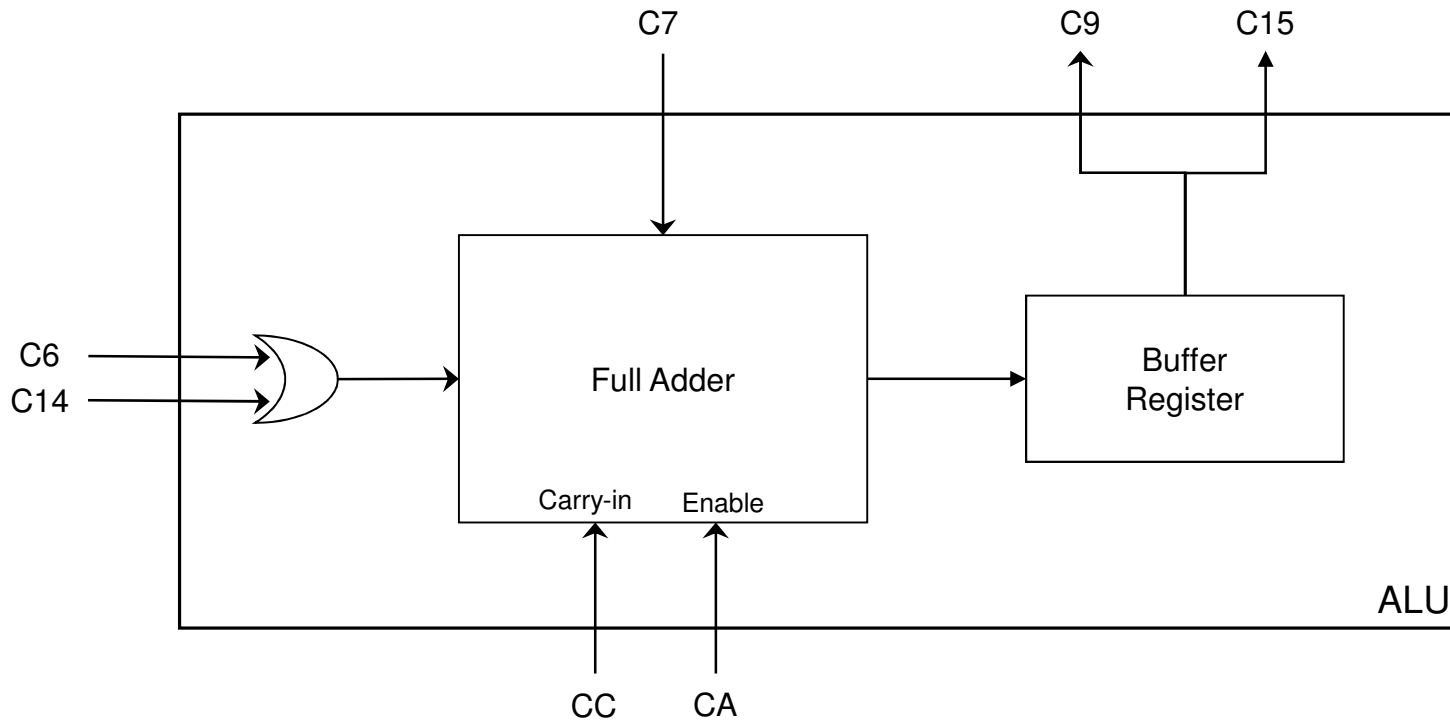 C7
C9
C15
C6
C14
Full Adder
Buffer
Register
Carry-in
Enable
ALU
CC
CA